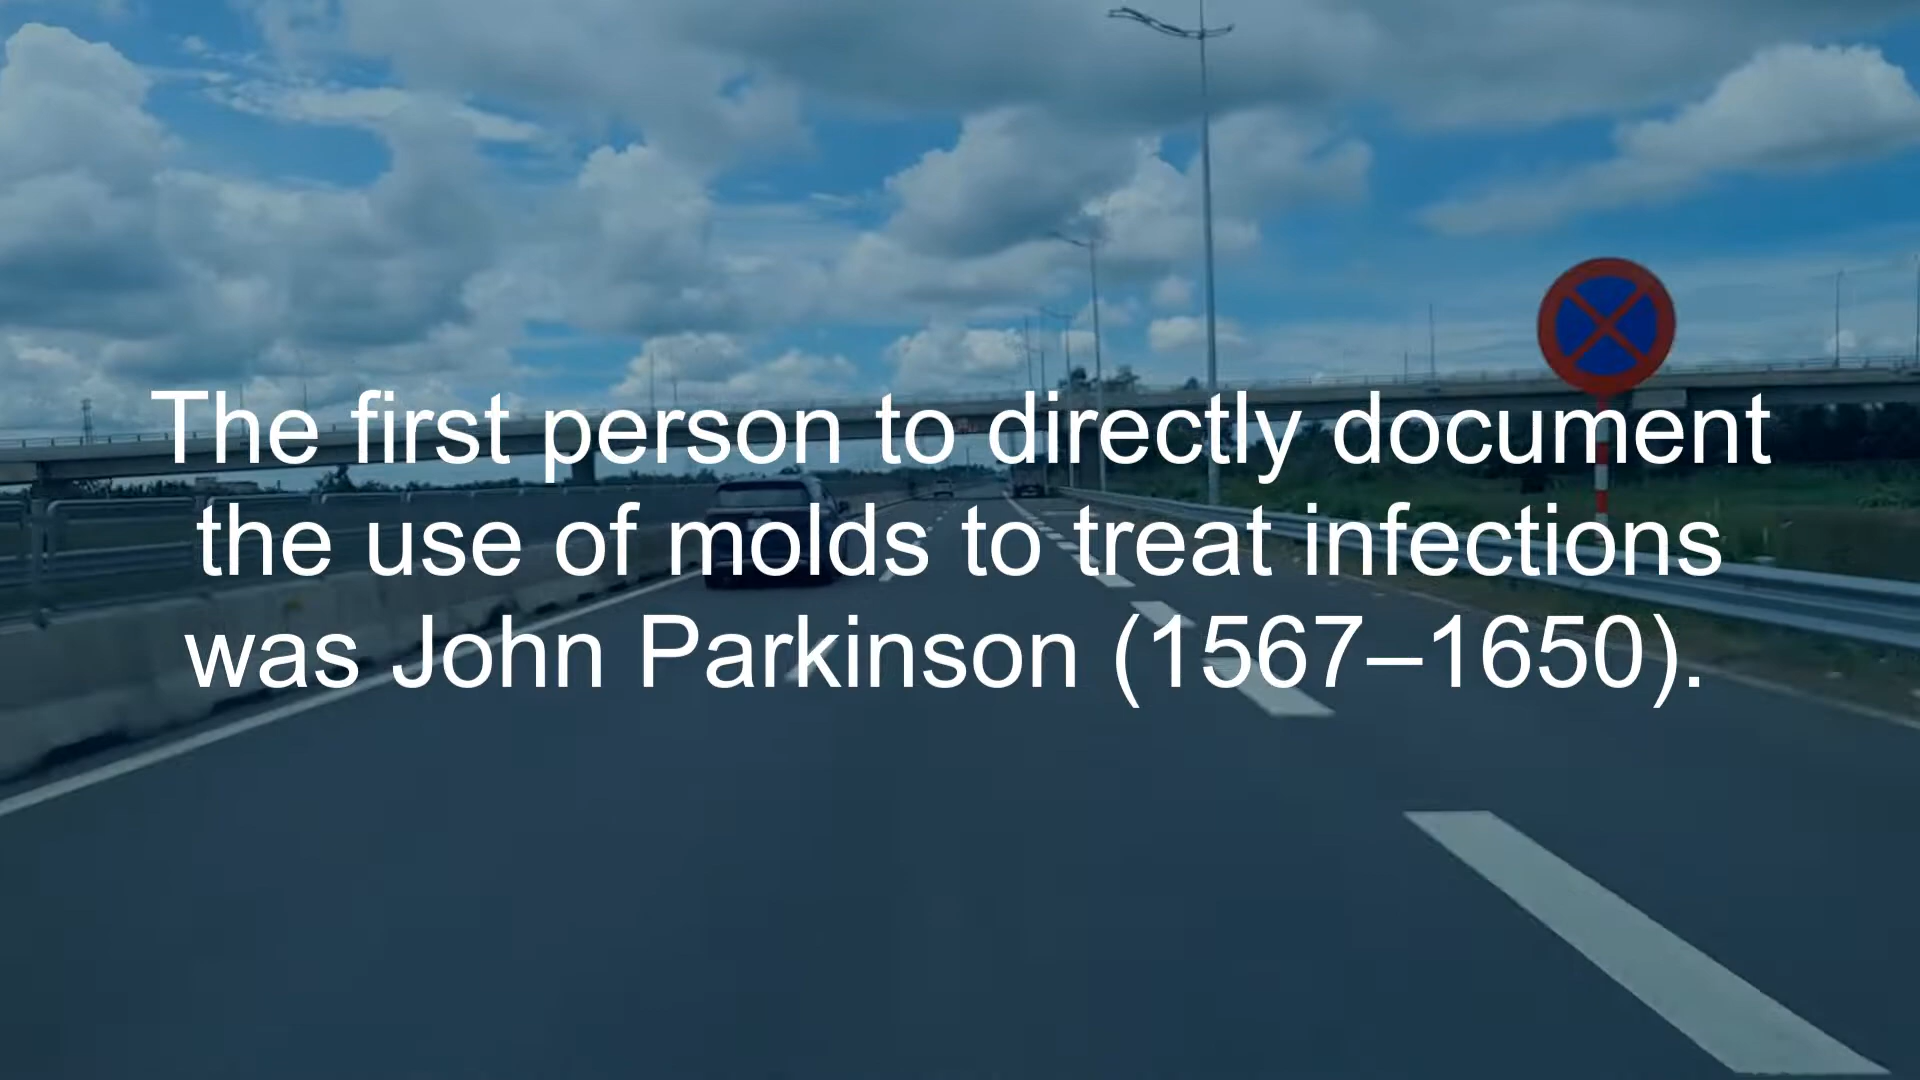 The first person to directly document
the use of molds to treat infections
was John Parkinson (1567–1650).